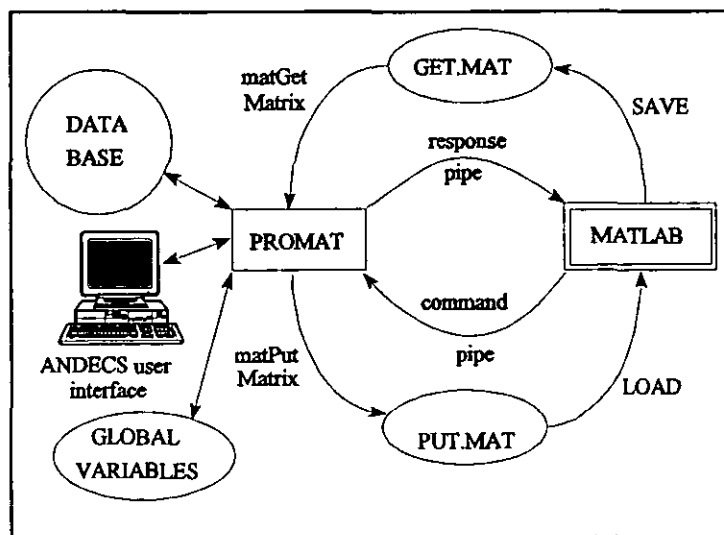 GET.MAT
matGet
Matrix
DATA
BASE
SAVE
response
pipe
PROMAT
MATLAB
command
pipe
ANDECS user
interface
matPut
Matrix
LOAD
GLOBAL
VARIABLES
PUT.MAT